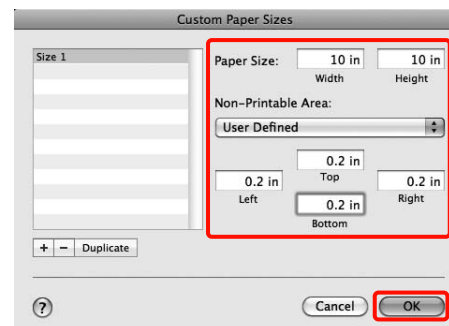 Custom Paper Sizes
Size 1
Paper Size:
10 in
10 in
Width
Height
Non-Printable Area:
User Defined
0.2 in
Top
0.2 in
0.2 in
Left
Right
0.2 in
Bottom
+ − Duplicate
? Cancel OK